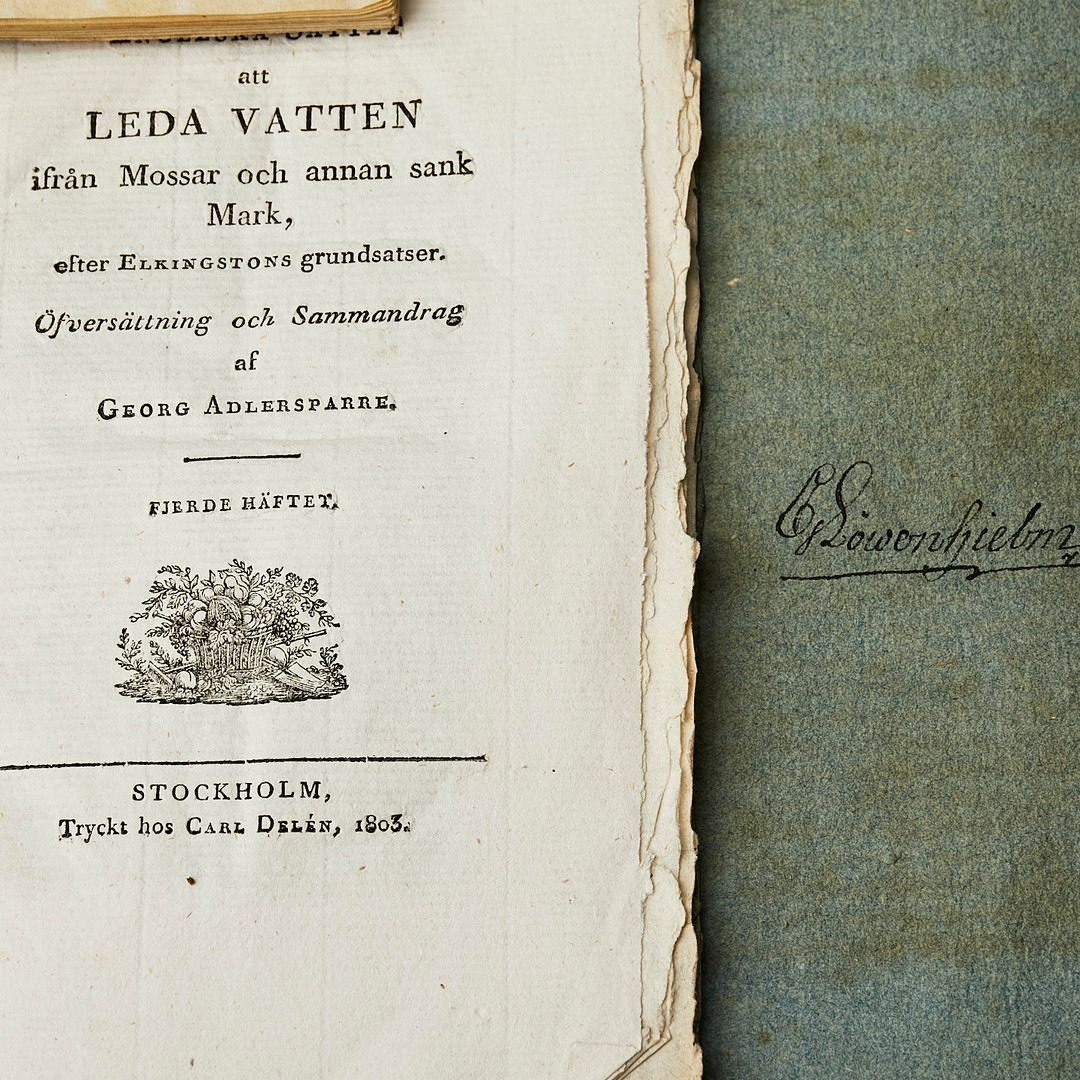 att
LEDA VATTEN
ifrån Mossar och annan sank
Mark,
efter ELKINGSTONS grundsatser.
Öfversättning och Sammandrag
af
GEORG ADLERSPARRE.
FJERDE HÄFTET.
STOCKHOLM,
Tryckt hos CARL DELÉN, 1803.
Löwenhielm